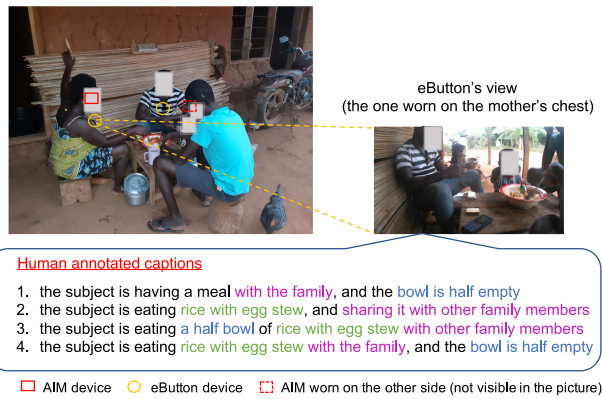 eButton's view
(the one worn on the mother's chest)
Human annotated captions
1. the subject is having a meal with the family, and the bowl is half empty
2. the subject is eating rice with egg stew, and sharing it with other family members
3. the subject is eating a half bowl of rice with egg stew with other family members
4. the subject is eating rice with egg stew with the family, and the bowl is half empty
AIM device eButton device AIM worn on the other side (not visible in the picture)